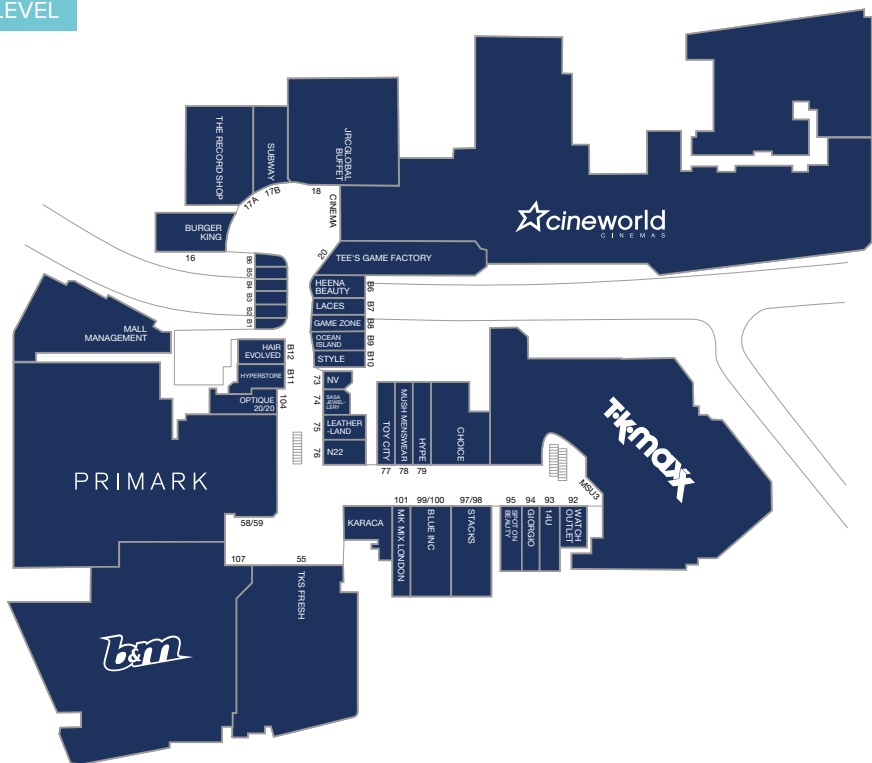 LEVEL
THE RECORD SHOP
SUBWAY
JRCGLOBAL
BUFFET
17A
17B
18
CINEMA
cineworld
CINEMAS
BURGER
KING
16
20
TEE'S GAME FACTORY
B6
B5
B4
B3
B2
B1
HEENA
BEAUTY
B6
LACES
B7
GAME ZONE
B8
OCEAN
ISLAND
B9
STYLE
B10
MALL
MANAGEMENT
HAIR
EVOLVED
B12
HYPERSTORE
B11
OPTIQUE
20/20
104
73
NV
74
SASA
JEWEL-
LERY
75
LEATHER
-LAND
76
N22
TOY CITY
MUSH MENSWEAR
HYPE
CHOICE
77
78
79
TK maxx
MSU3
PRIMARK
58/59
KARACA
101
99/100
97/98
95
94
93
92
MK MIX LONDON
BLUE INC
STACKS
SPOT ON
BEAUTY
GIORGIO
14U
WATCH
OUTLET
107
55
TKS FRESH
b&m